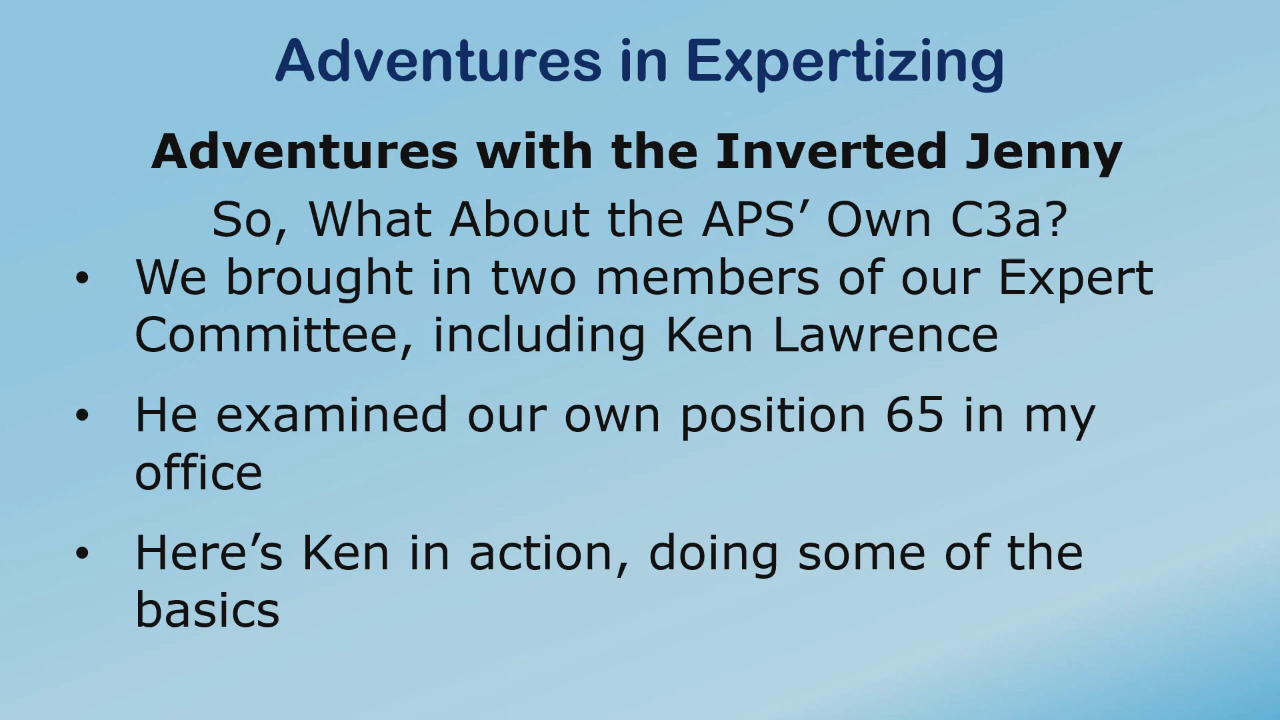 Adventures in Expertizing
Adventures with the Inverted Jenny
So, What About the APS’ Own C3a?
• We brought in two members of our Expert
Committee, including Ken Lawrence
• He examined our own position 65 in my
office
• Here’s Ken in action, doing some of the
basics